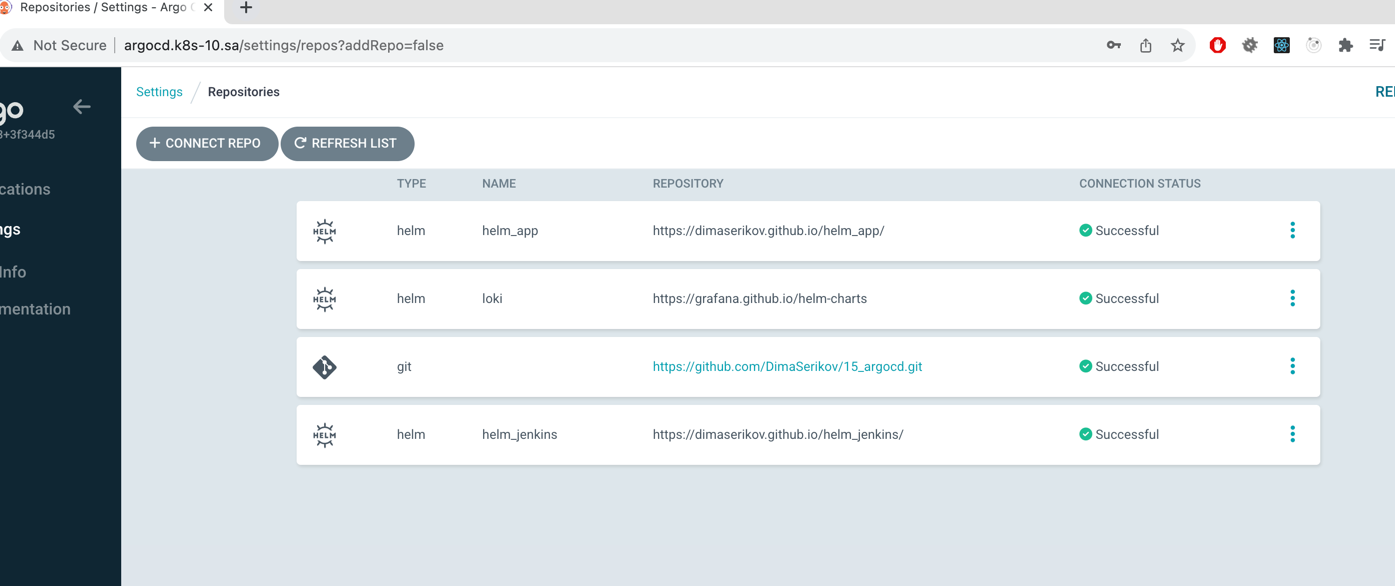 Repositories / Settings - Argo
Not Secure argocd.k8s-10.sa/settings/repos?addRepo=false
go
3+3f344d5
cations
ngs
Info
mentation
Settings / Repositories
REI
+ CONNECT REPO REFRESH LIST
TYPE NAME REPOSITORY CONNECTION STATUS
HELM helm helm_app https://dimaserikov.github.io/helm_app/ Successful
HELM helm loki https://grafana.github.io/helm-charts Successful
git https://github.com/DimaSerikov/15_argocd.git Successful
HELM helm helm_jenkins https://dimaserikov.github.io/helm_jenkins/ Successful